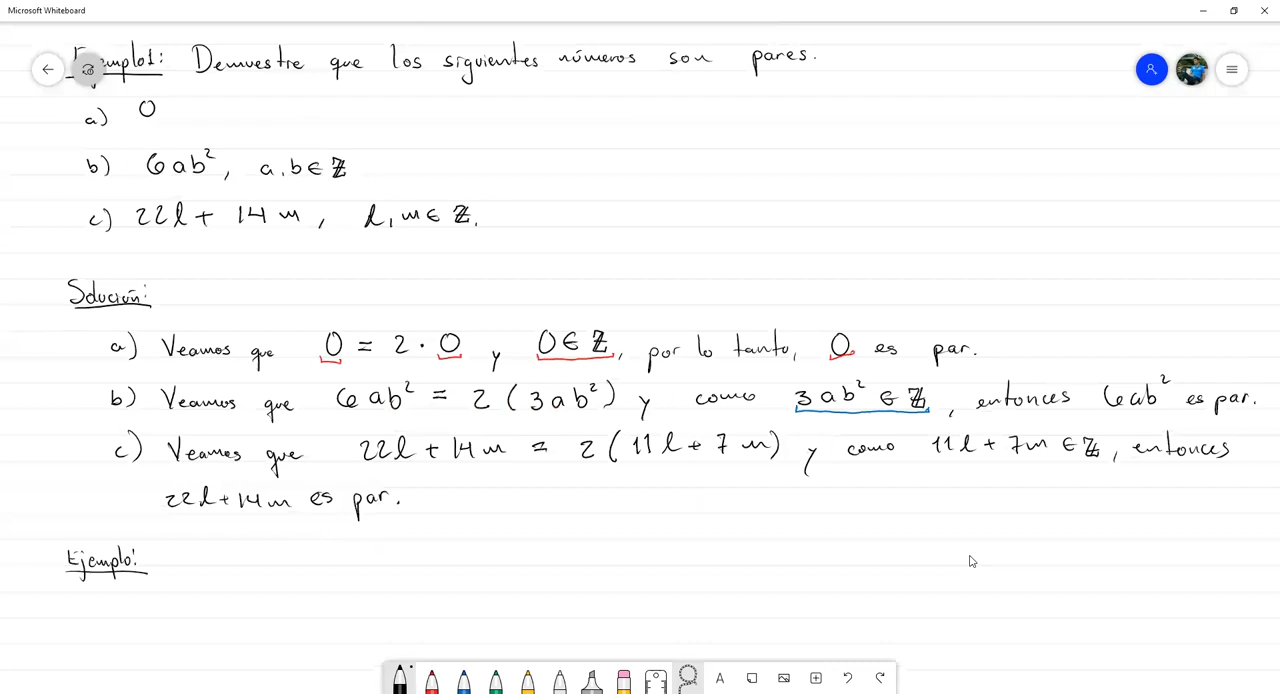 Microsoft Whiteboard
Ejemplo1: Demuestre que los siguientes números son pares.
a) 0
b) 6ab², a,b∈ℤ
c) 22l + 14m, l,m∈ℤ.
Solución:
a) Veamos que 0 = 2 · 0 y 0∈ℤ, por lo tanto, 0 es par.
b) Veamos que 6ab² = 2(3ab²) y como 3ab² ∈ ℤ, entonces 6ab² es par.
c) Veamos que 22l + 14m = 2(11l + 7m) y como 11l + 7m ∈ ℤ, entonces
22l+14m es par.
Ejemplo:
A